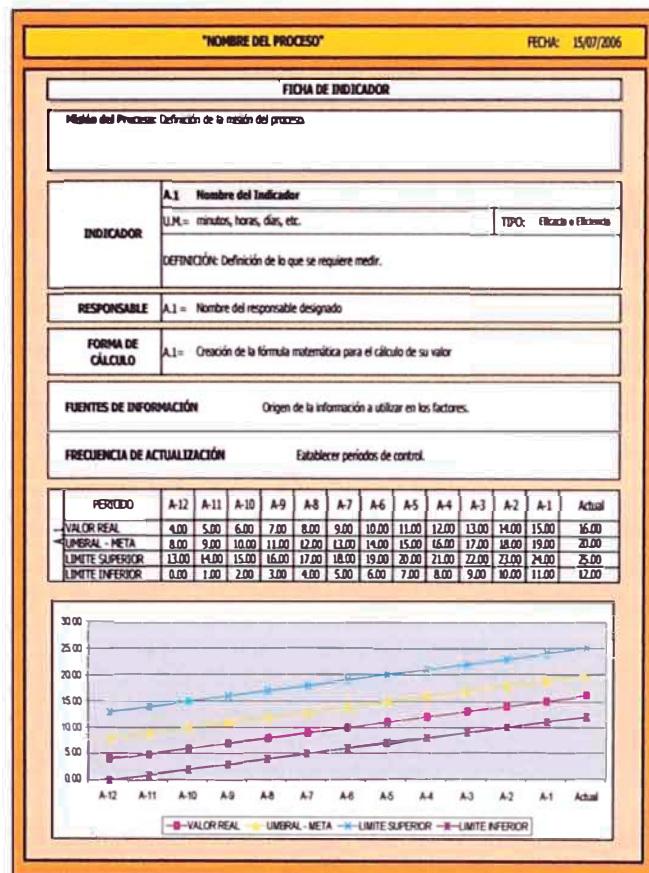 "NOMBRE DEL PROCESO" FECHA: 15/07/2006
FICHA DE INDICADOR
Misión del Proceso: Definición de la misión del proceso.
A.1 Nombre del Indicador
U.M.= minutos, horas, días, etc. TIPO: Eficacia o Eficiencia
INDICADOR
DEFINICIÓN: Definición de lo que se requiere medir.
RESPONSABLE A.1 = Nombre del responsable designado
FORMA DE CÁLCULO A.1= Creación de la fórmula matemática para el cálculo de su valor
FUENTES DE INFORMACIÓN Origen de la información a utilizar en los factores.
FRECUENCIA DE ACTUALIZACIÓN Establecer períodos de control.
PERIODO A-12 A-11 A-10 A-9 A-8 A-7 A-6 A-5 A-4 A-3 A-2 A-1 Actual
VALOR REAL 4.00 5.00 6.00 7.00 8.00 9.00 10.00 11.00 12.00 13.00 14.00 15.00 16.00
UMBRAL - META 8.00 9.00 10.00 11.00 12.00 13.00 14.00 15.00 16.00 17.00 18.00 19.00 20.00
LIMITE SUPERIOR 13.00 14.00 15.00 16.00 17.00 18.00 19.00 20.00 21.00 22.00 23.00 24.00 25.00
LIMITE INFERIOR 0.00 1.00 2.00 3.00 4.00 5.00 6.00 7.00 8.00 9.00 10.00 11.00 12.00
30.00
25.00
20.00
15.00
10.00
5.00
0.00
A-12 A-11 A-10 A-9 A-8 A-7 A-6 A-5 A-4 A-3 A-2 A-1 Actual
VALOR REAL UMBRAL - META LIMITE SUPERIOR LIMITE INFERIOR